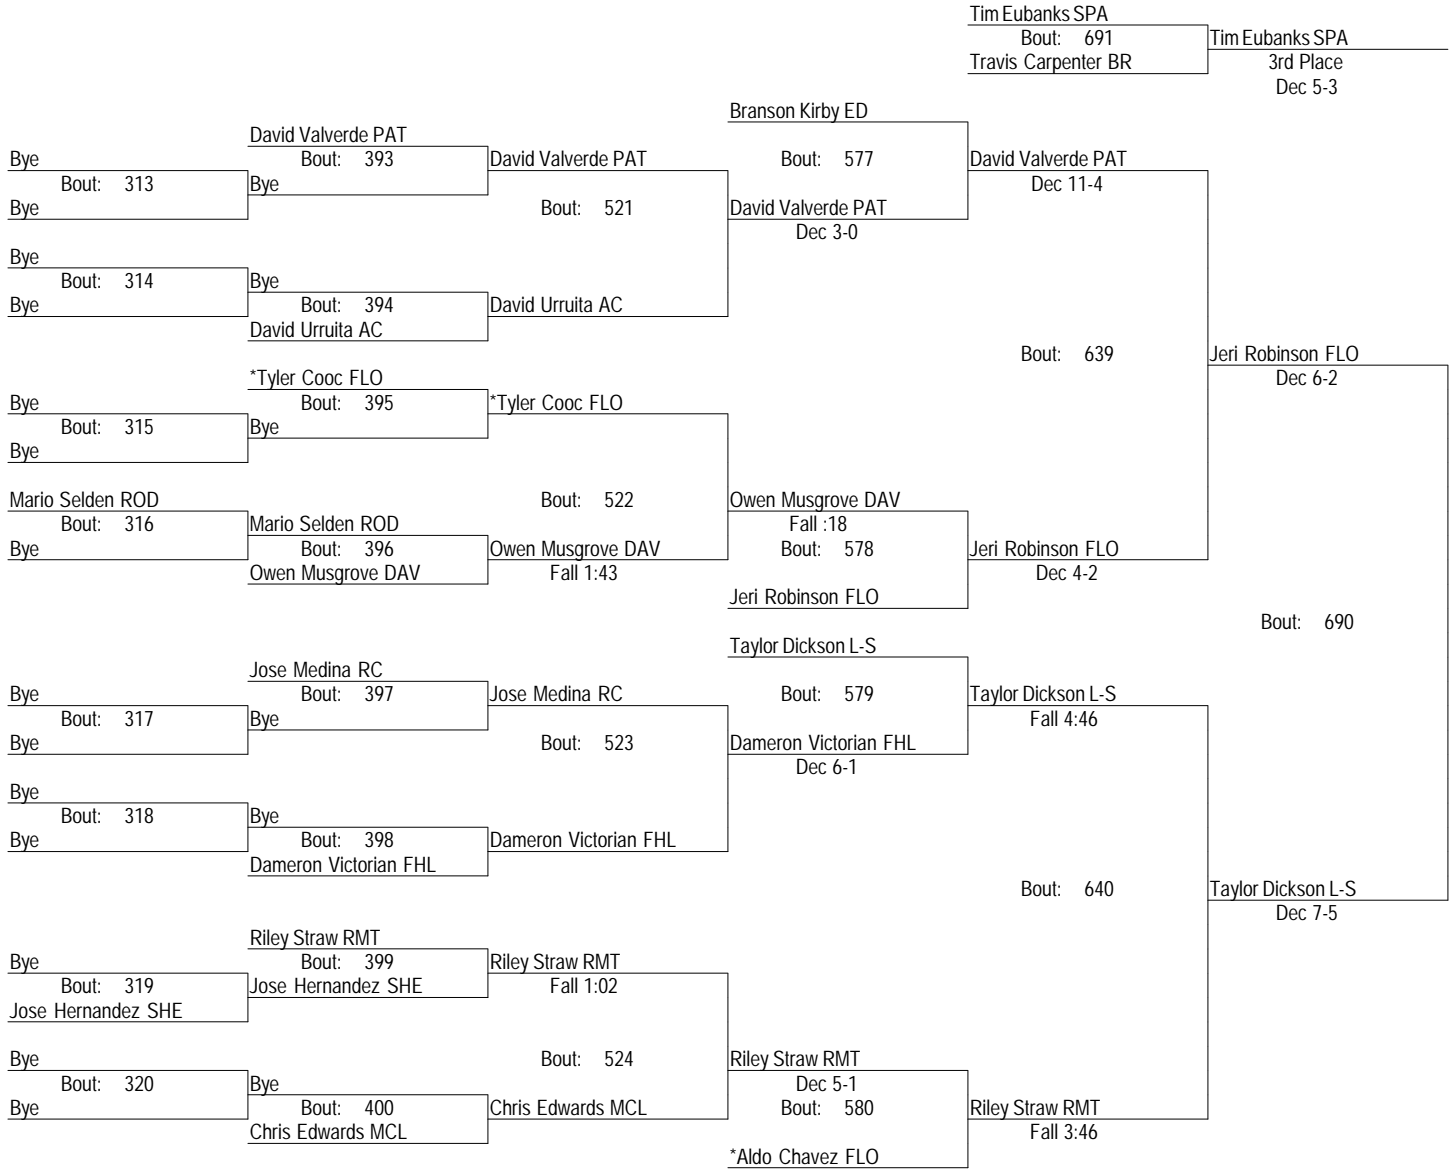 Tim Eubanks SPA
Bout: 691
Tim Eubanks SPA
Travis Carpenter BR
3rd Place
Dec 5-3
Branson Kirby ED
David Valverde PAT
Bye
Bout: 393
David Valverde PAT
Bout: 577
David Valverde PAT
Bout: 313
Bye
Dec 11-4
Bye
Bout: 521
David Valverde PAT
Dec 3-0
Bye
Bout: 314
Bye
Bye
Bout: 394
David Urruita AC
David Urruita AC
Bout: 639
Jeri Robinson FLO
*Tyler Cooc FLO
Dec 6-2
Bye
Bout: 395
*Tyler Cooc FLO
Bout: 315
Bye
Bye
Mario Selden ROD
Bout: 522
Owen Musgrove DAV
Bout: 316
Mario Selden ROD
Fall :18
Bye
Bout: 396
Owen Musgrove DAV
Bout: 578
Jeri Robinson FLO
Owen Musgrove DAV
Fall 1:43
Dec 4-2
Jeri Robinson FLO
Bout: 690
Taylor Dickson L-S
Jose Medina RC
Bye
Bout: 397
Jose Medina RC
Bout: 579
Taylor Dickson L-S
Bout: 317
Bye
Fall 4:46
Bye
Bout: 523
Dameron Victorian FHL
Dec 6-1
Bye
Bout: 318
Bye
Bye
Bout: 398
Dameron Victorian FHL
Dameron Victorian FHL
Bout: 640
Taylor Dickson L-S
Dec 7-5
Riley Straw RMT
Bye
Bout: 399
Riley Straw RMT
Bout: 319
Jose Hernandez SHE
Fall 1:02
Jose Hernandez SHE
Bye
Bout: 524
Riley Straw RMT
Bout: 320
Bye
Dec 5-1
Bye
Bout: 400
Chris Edwards MCL
Bout: 580
Riley Straw RMT
Chris Edwards MCL
Fall 3:46
*Aldo Chavez FLO